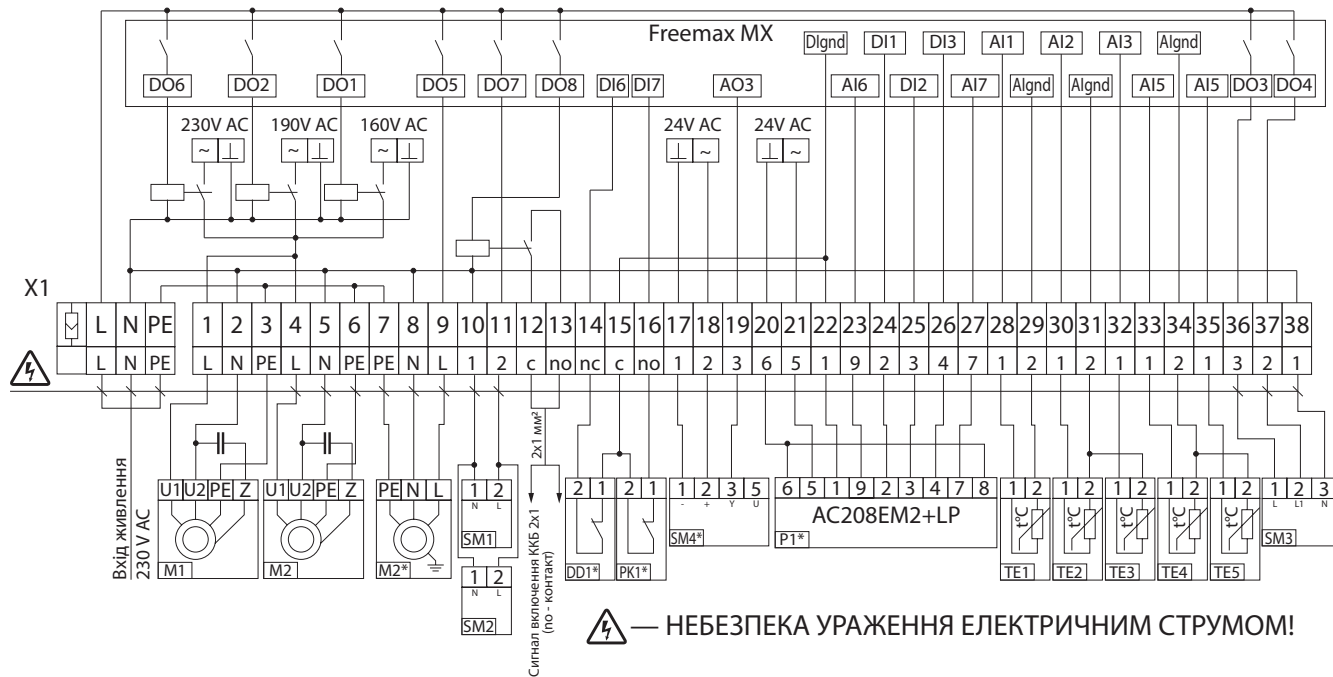 Freemax MX
DIgnd DI1 DI3 AI1 AI2 AI3 AIgnd
DO6 DO2 DO1 DO5 DO7 DO8 DI6 DI7 AO3 AI6 DI2 AI7 AIgnd AIgnd AI5 AI5 DO3 DO4
230V AC 190V AC 160V AC 24V AC 24V AC
~ ⊥ ~ ⊥ ~ ⊥ ⊥ ~ ⊥ ~
X1
L N PE 1 2 3 4 5 6 7 8 9 10 11 12 13 14 15 16 17 18 19 20 21 22 23 24 25 26 27 28 29 30 31 32 33 34 35 36 37 38
L N PE L N PE L N PE PE N L 1 2 c no nc c no 1 2 3 6 5 1 9 2 3 4 7 1 2 1 2 1 1 2 1 3 2 1
2x1 мм²
Вхід живлення
230 V AC
U1 U2 PE Z
M1
U1 U2 PE Z
M2
PE N L
M2*
1 2
N L
SM1
1 2
N L
SM2
Сигнал включення ККБ 2x1
(no - контакт)
2 1
DD1*
2 1
PK1*
1 2 3 5
- + Y U
SM4*
6 5 1 9 2 3 4 7 8
AC208EM2+LP
P1*
1 2
t°C
TE1
1 2
t°C
TE2
1 2
t°C
TE3
1 2
t°C
TE4
1 2
t°C
TE5
1 2 3
L L1 N
SM3
— НЕБЕЗПЕКА УРАЖЕННЯ ЕЛЕКТРИЧНИМ СТРУМОМ!